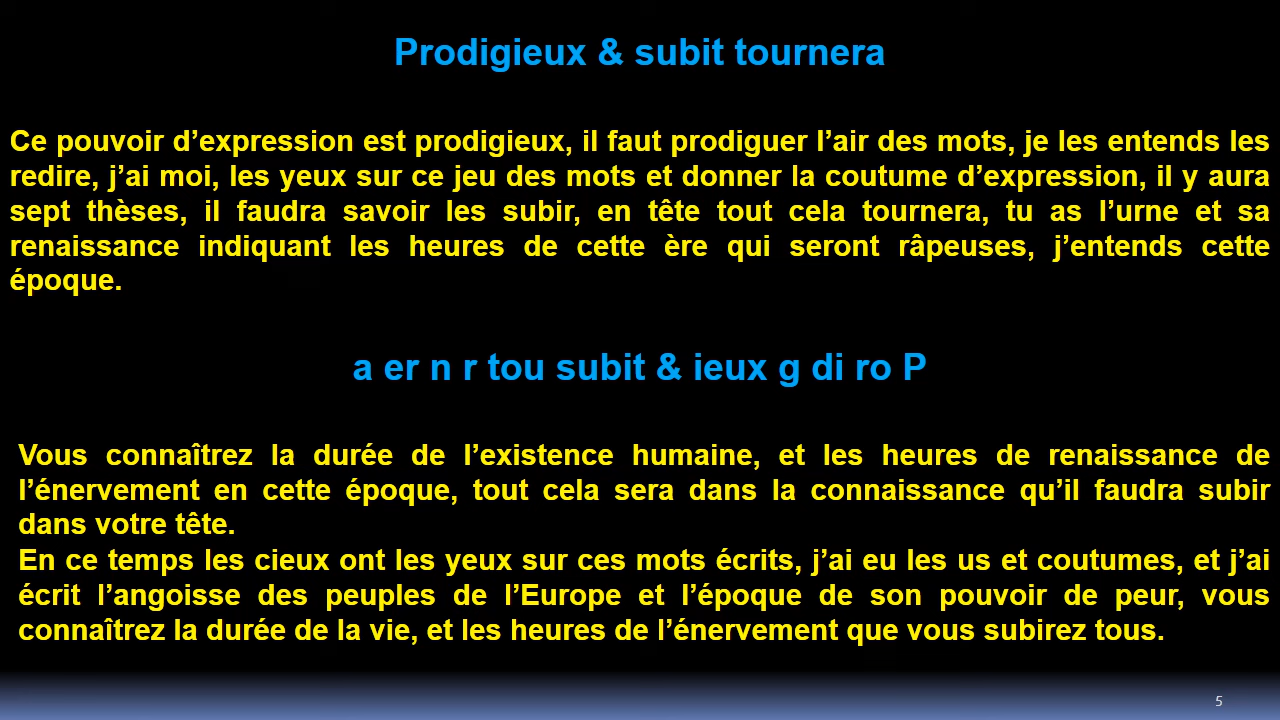 Prodigieux & subit tournera
Ce pouvoir d’expression est prodigieux, il faut prodiguer l’air des mots, je les entends les
redire, j’ai moi, les yeux sur ce jeu des mots et donner la coutume d’expression, il y aura
sept thèses, il faudra savoir les subir, en tête tout cela tournera, tu as l’urne et sa
renaissance indiquant les heures de cette ère qui seront râpeuses, j’entends cette
époque.
a er n r tou subit & ieux g di ro P
Vous connaîtrez la durée de l’existence humaine, et les heures de renaissance de
l’énervement en cette époque, tout cela sera dans la connaissance qu’il faudra subir
dans votre tête.
En ce temps les cieux ont les yeux sur ces mots écrits, j’ai eu les us et coutumes, et j’ai
écrit l’angoisse des peuples de l’Europe et l’époque de son pouvoir de peur, vous
connaîtrez la durée de la vie, et les heures de l’énervement que vous subirez tous.
5